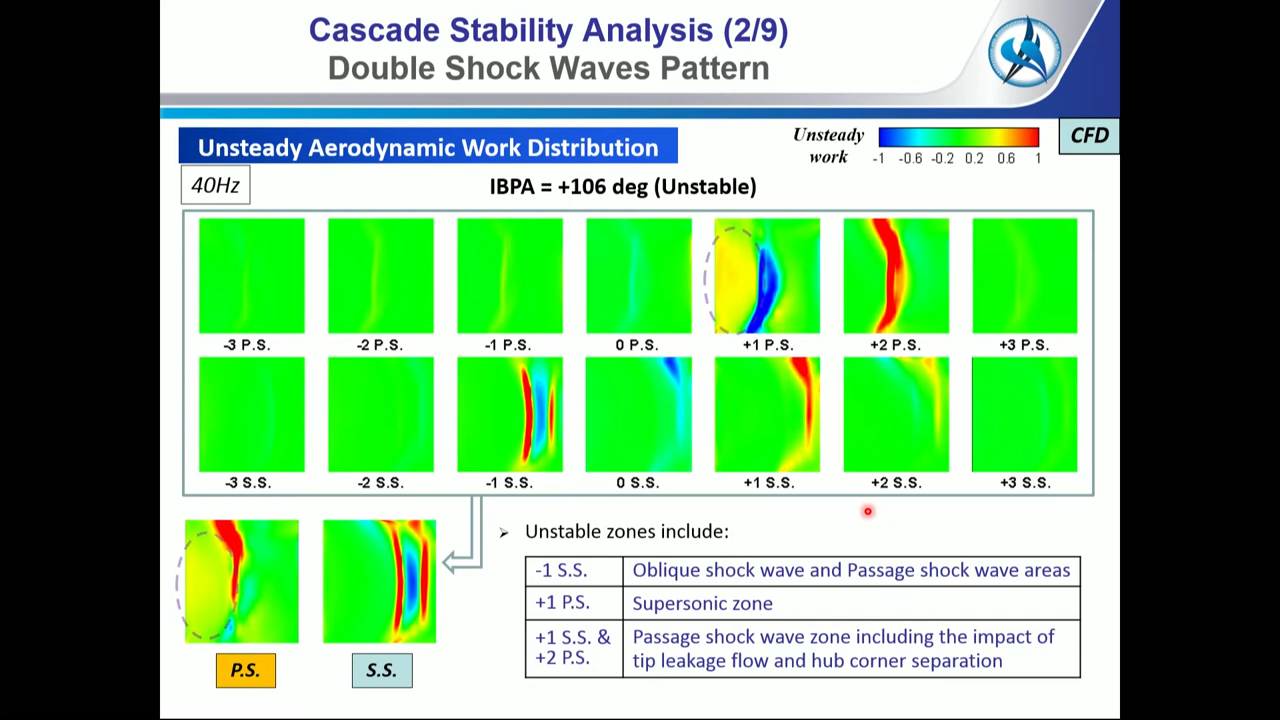 Cascade Stability Analysis (2/9)
Double Shock Waves Pattern
Unsteady Aerodynamic Work Distribution
Unsteady
work
-1 -0.6 -0.2 0.2 0.6 1
CFD
40Hz
IBPA = +106 deg (Unstable)
-3 P.S. -2 P.S. -1 P.S. 0 P.S. +1 P.S. +2 P.S. +3 P.S.
-3 S.S. -2 S.S. -1 S.S. 0 S.S. +1 S.S. +2 S.S. +3 S.S.
➢ Unstable zones include:
-1 S.S. Oblique shock wave and Passage shock wave areas
+1 P.S. Supersonic zone
+1 S.S. & Passage shock wave zone including the impact of
+2 P.S. tip leakage flow and hub corner separation
P.S. S.S.